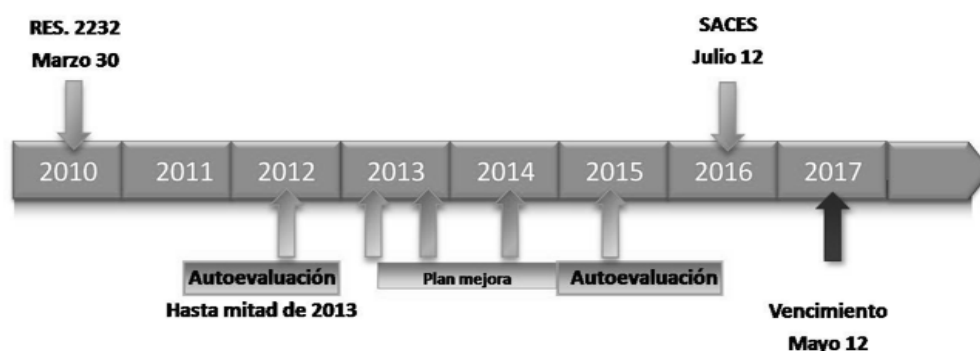 RES. 2232
Marzo 30
SACES
Julio 12
2010 2011 2012 2013 2014 2015 2016 2017
Autoevaluación Plan mejora Autoevaluación
Hasta mitad de 2013
Vencimiento
Mayo 12